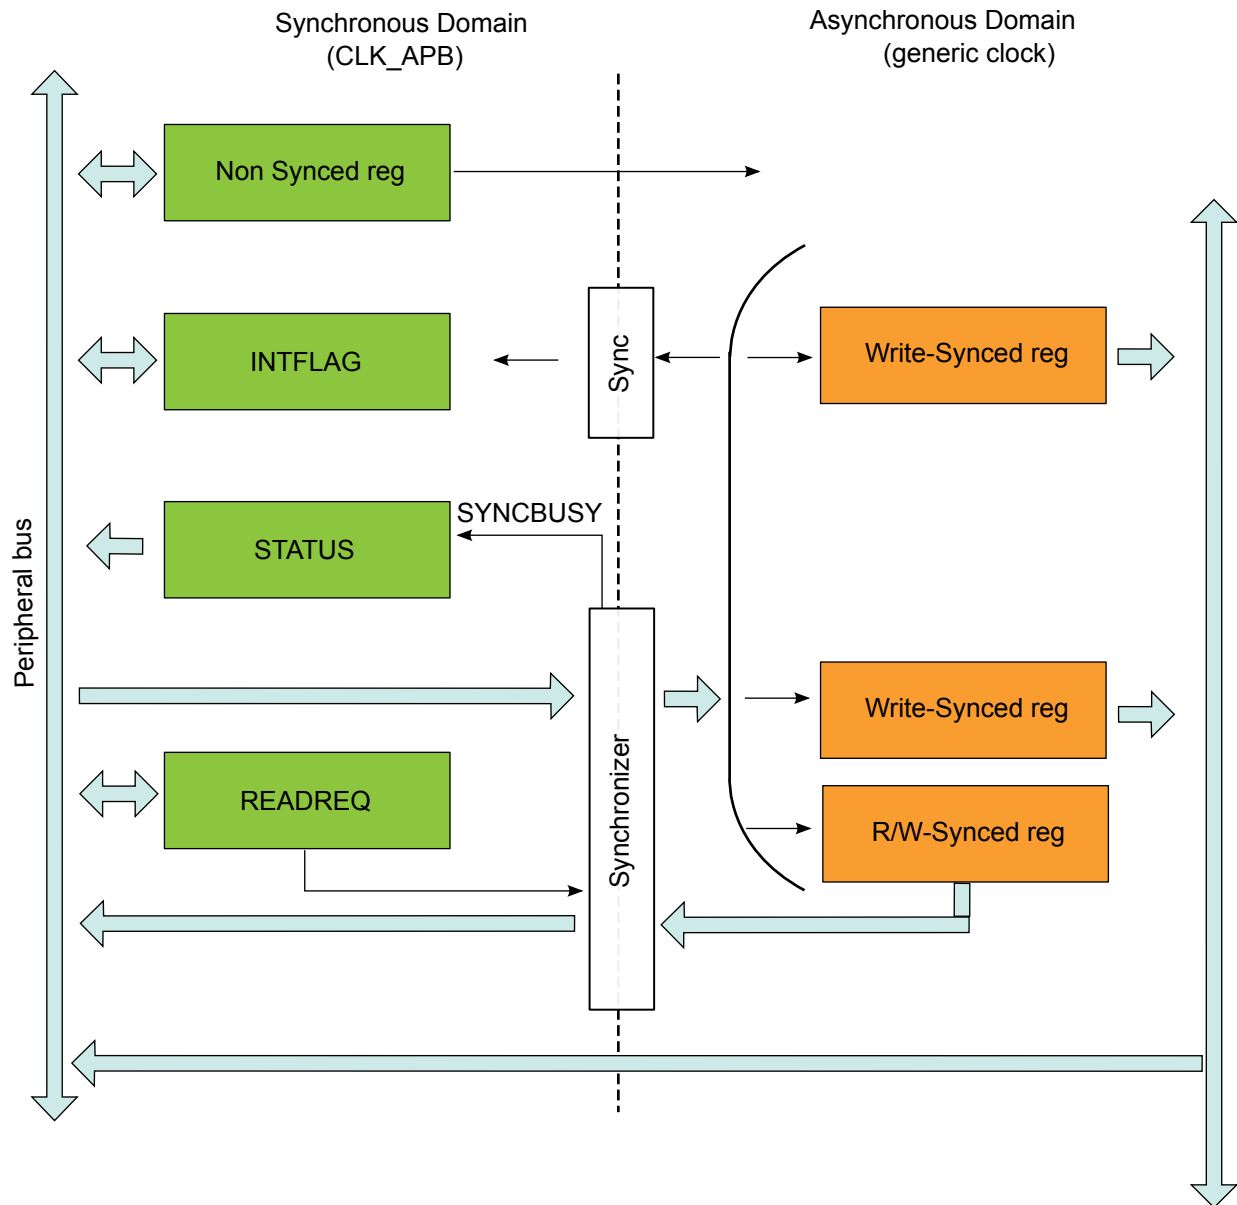 Synchronous Domain
(CLK_APB)
Asynchronous Domain
(generic clock)
Non Synced reg
INTFLAG
Sync
Write-Synced reg
SYNCBUSY
STATUS
Peripheral bus
Write-Synced reg
Synchronizer
READREQ
R/W-Synced reg